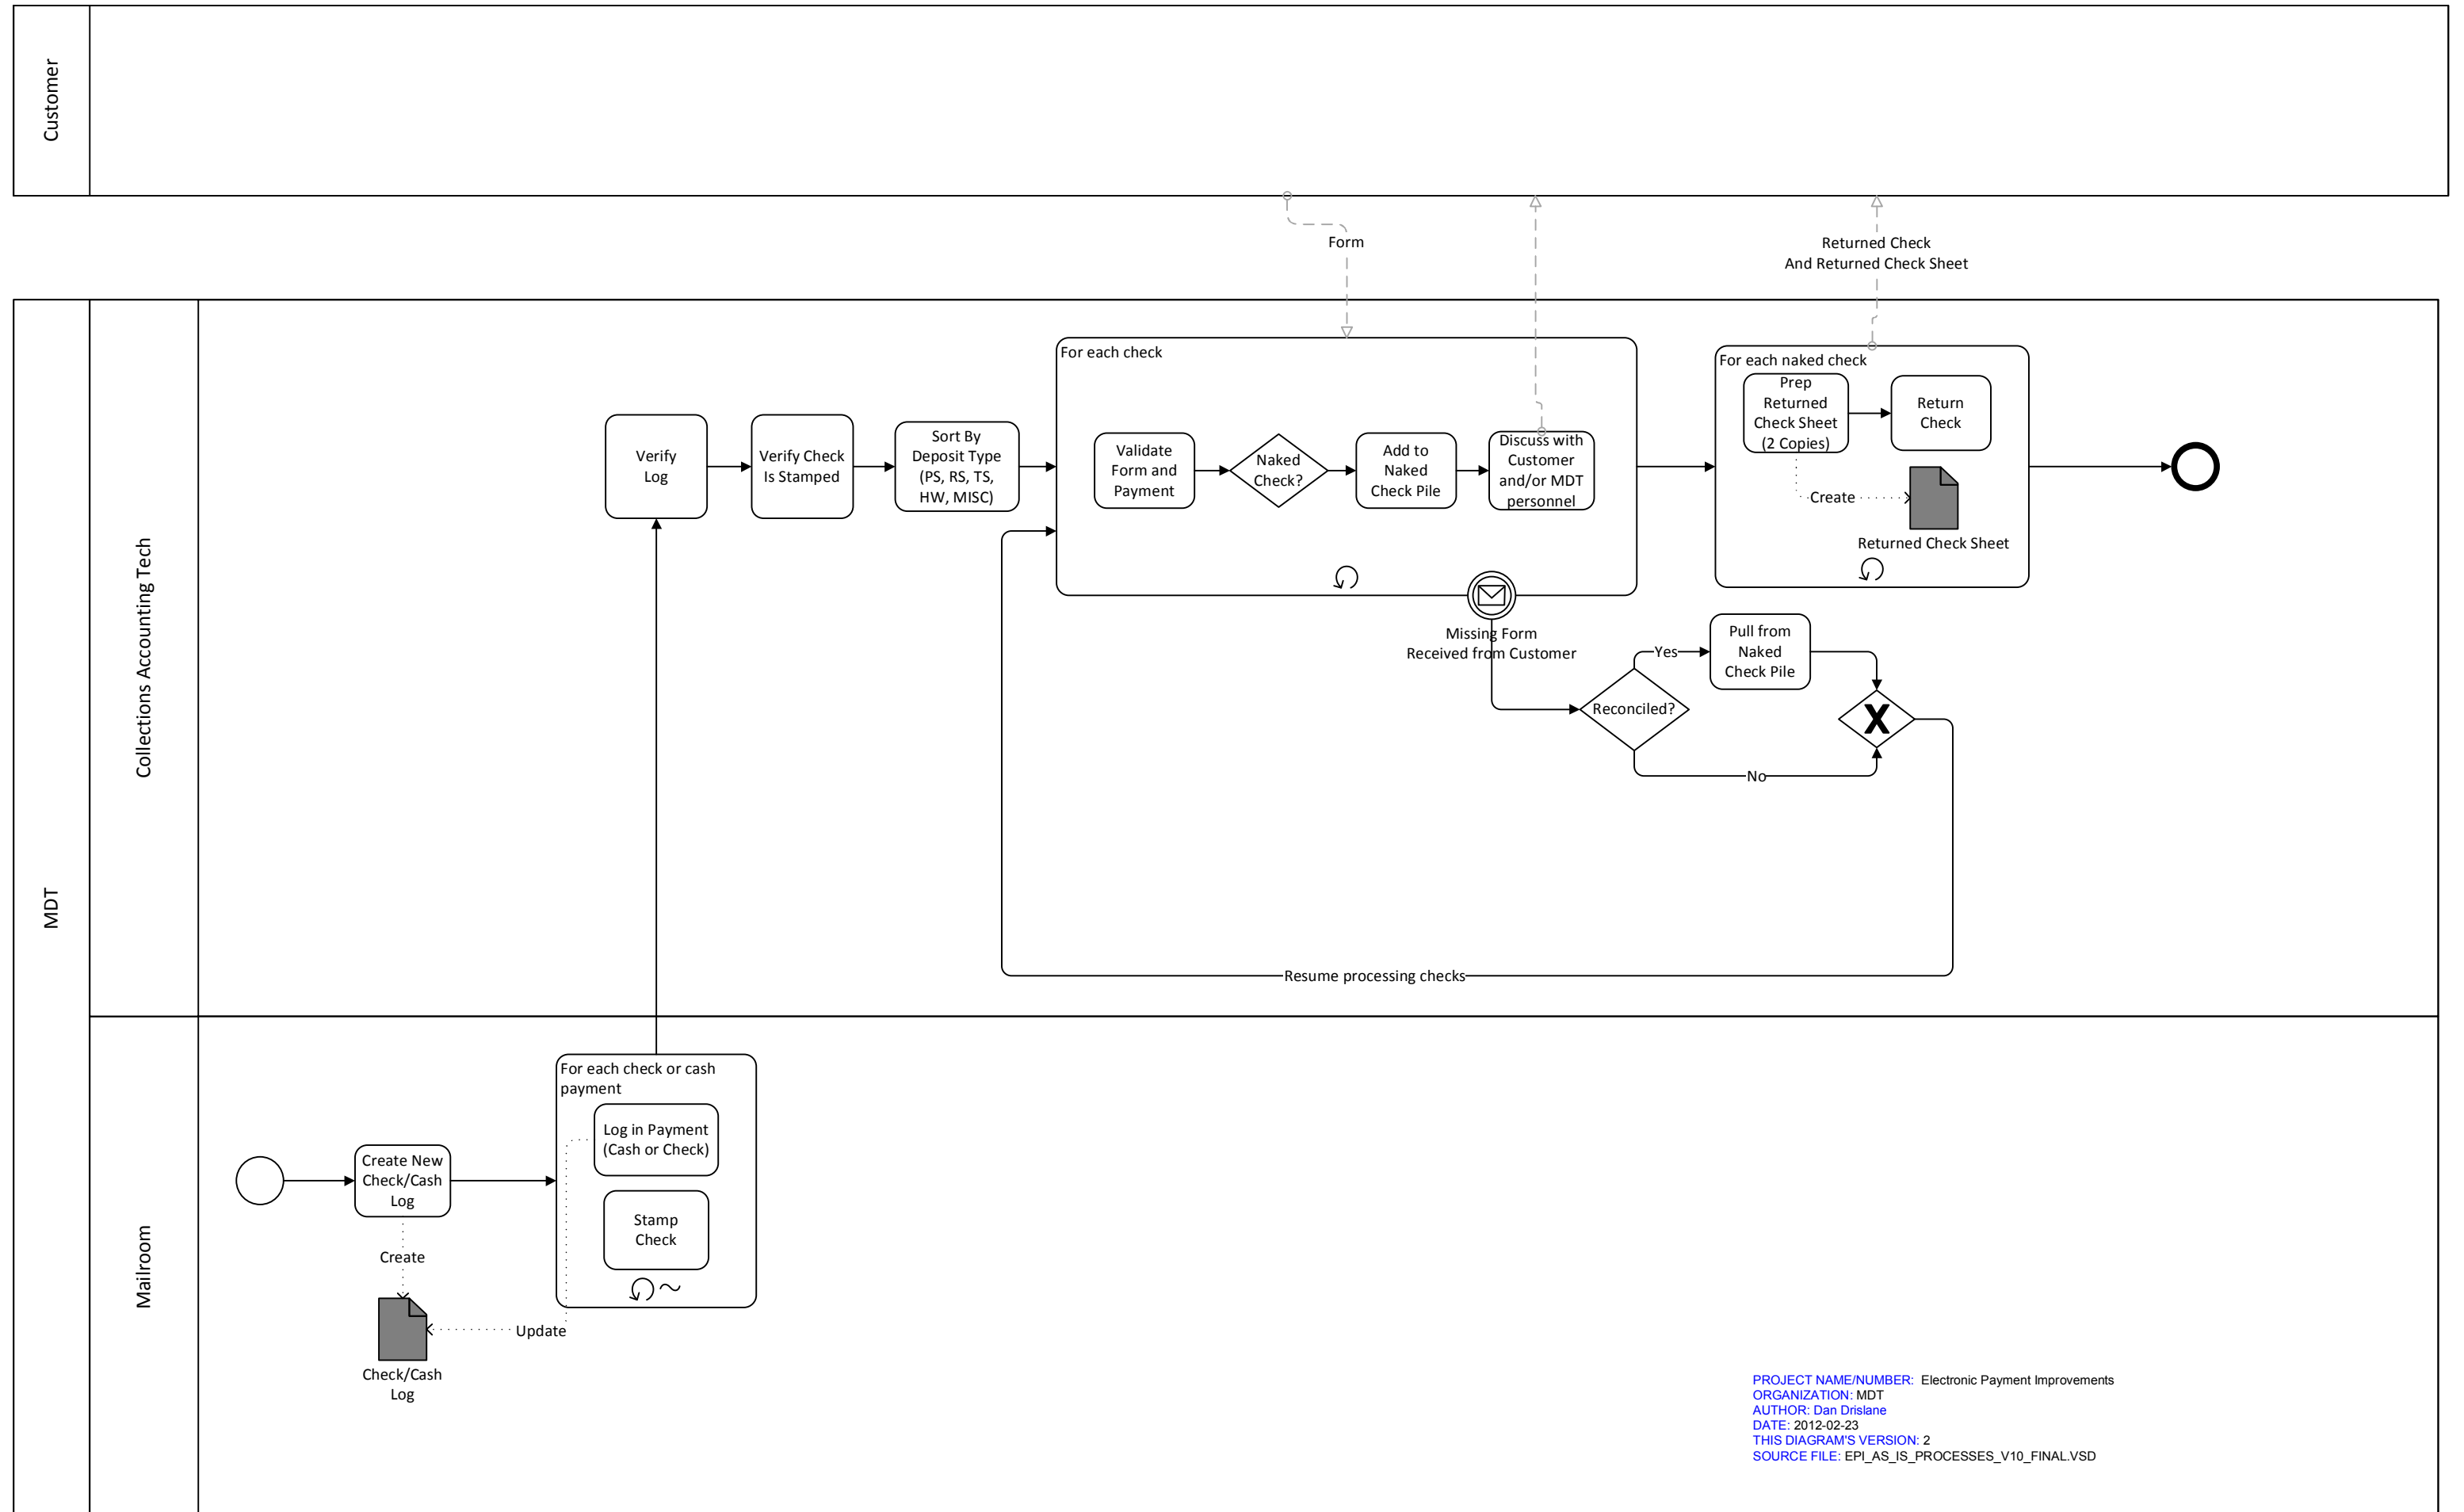 Customer
Form
Returned Check
And Returned Check Sheet
MDT
Collections Accounting Tech
For each check
For each naked check
Verify
Log
Verify Check
Is Stamped
Sort By
Deposit Type
(PS, RS, TS,
HW, MISC)
Validate
Form and
Payment
Naked
Check?
Add to
Naked
Check Pile
Discuss with
Customer
and/or MDT
personnel
Prep
Returned
Check Sheet
(2 Copies)
Return
Check
Create
Returned Check Sheet
Missing Form
Received from Customer
Reconciled?
Yes
Pull from
Naked
Check Pile
X
No
Resume processing checks
Mailroom
For each check or cash
payment
Log in Payment
(Cash or Check)
Stamp
Check
Create New
Check/Cash
Log
Create
Update
Check/Cash
Log
PROJECT NAME/NUMBER: Electronic Payment Improvements
ORGANIZATION: MDT
AUTHOR: Dan Drislane
DATE: 2012-02-23
THIS DIAGRAM'S VERSION: 2
SOURCE FILE: EPI_AS_IS_PROCESSES_V10_FINAL.VSD